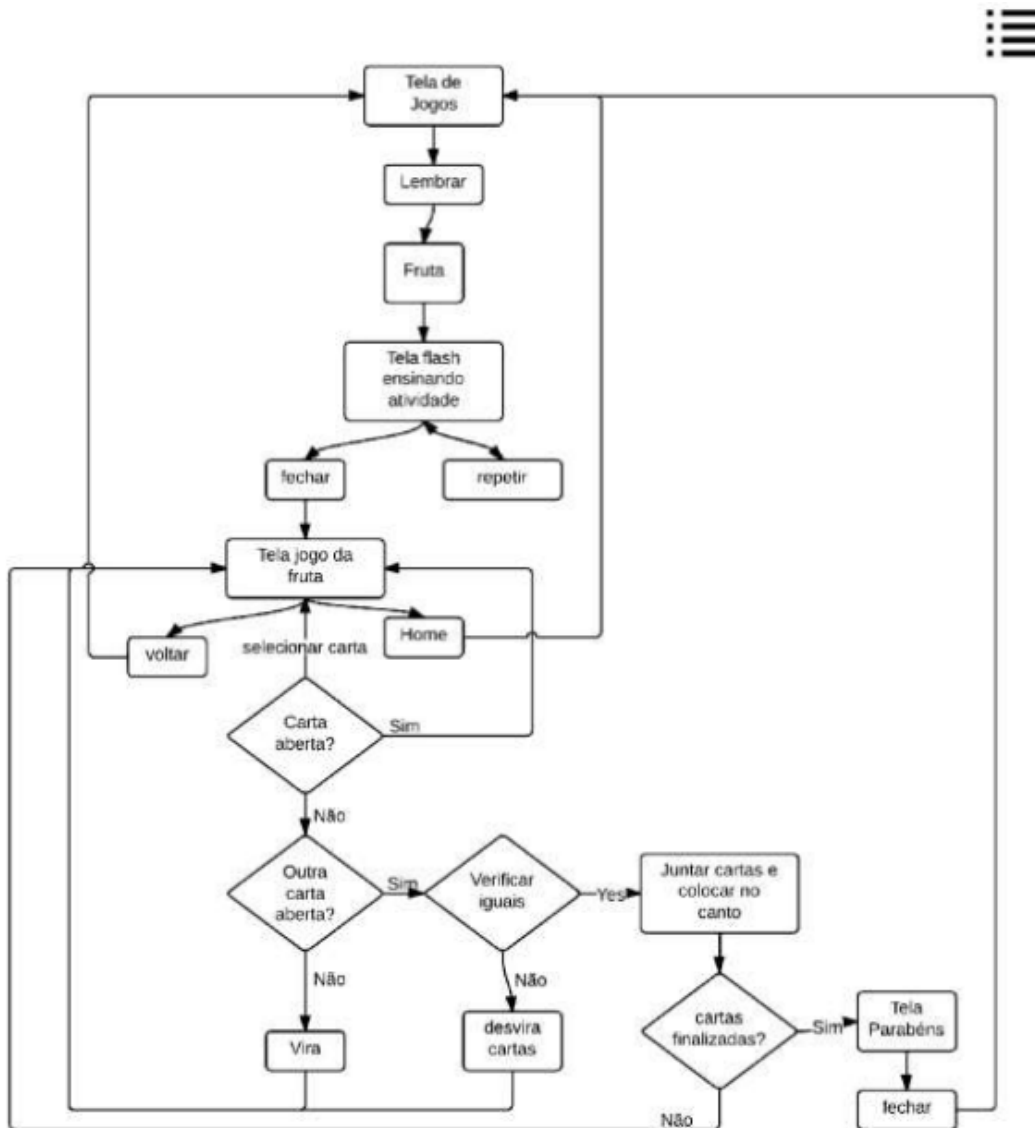 Tela de
Jogos
Lembrar
Fruta
Tela flash
ensinando
atividade
fechar
repetir
Tela jogo da
fruta
voltar
selecionar carta
Home
Carta
aberta?
Sim
Não
Outra
carta
aberta?
Sim
Verificar
iguais
Yes
Juntar cartas e
colocar no
canto
Não
Não
Vira
desvira
cartas
cartas
finalizadas?
Sim
Tela
Parabéns
fechar
Não